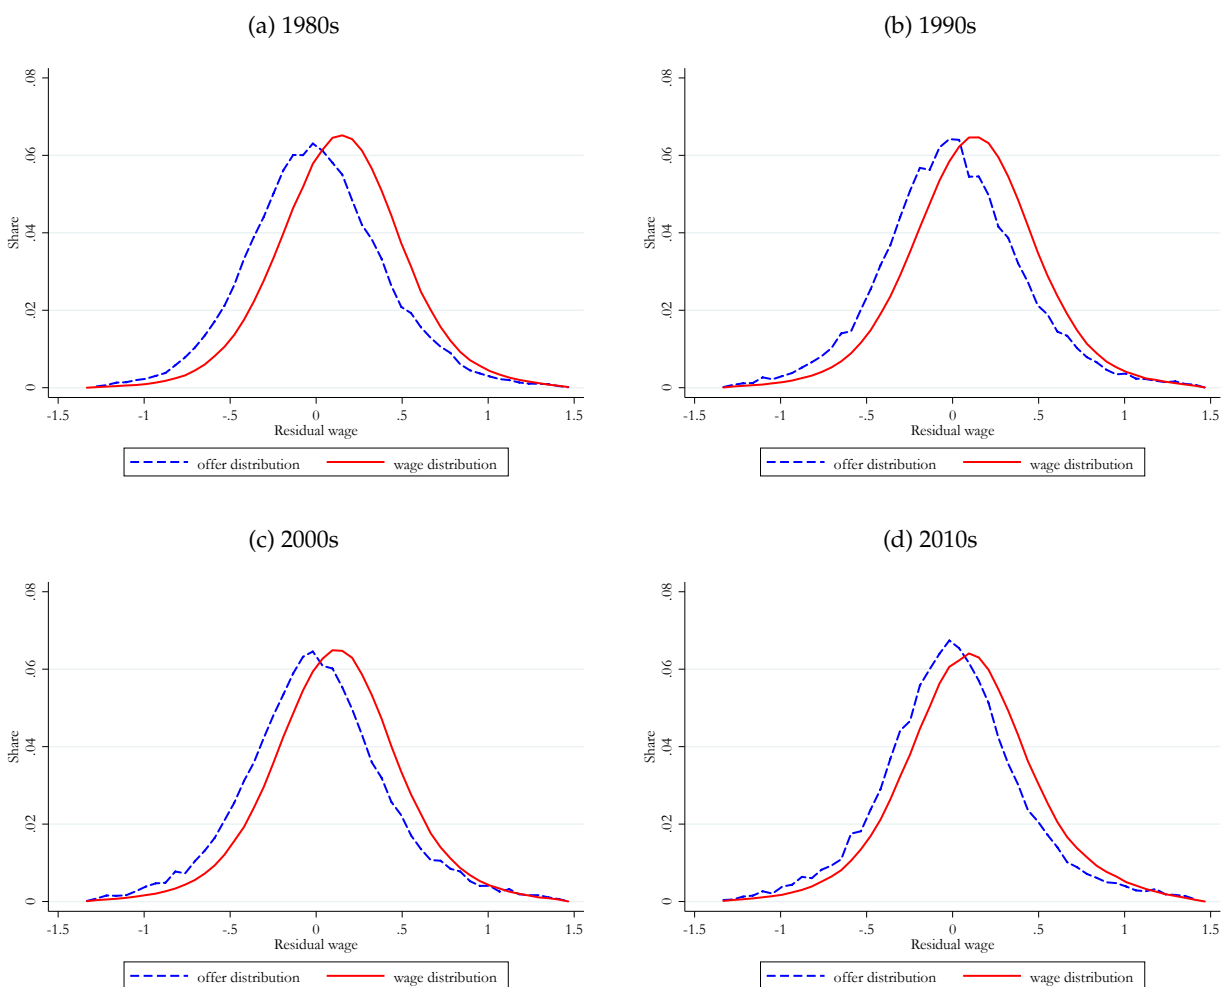 (a) 1980s
.08
.06
.04
.02
0
Share
-1.5 -1 -.5 0 .5 1 1.5
Residual wage
offer distribution wage distribution
(b) 1990s
.08
.06
.04
.02
0
Share
-1.5 -1 -.5 0 .5 1 1.5
Residual wage
offer distribution wage distribution
(c) 2000s
.08
.06
.04
.02
0
Share
-1.5 -1 -.5 0 .5 1 1.5
Residual wage
offer distribution wage distribution
(d) 2010s
.08
.06
.04
.02
0
Share
-1.5 -1 -.5 0 .5 1 1.5
Residual wage
offer distribution wage distribution